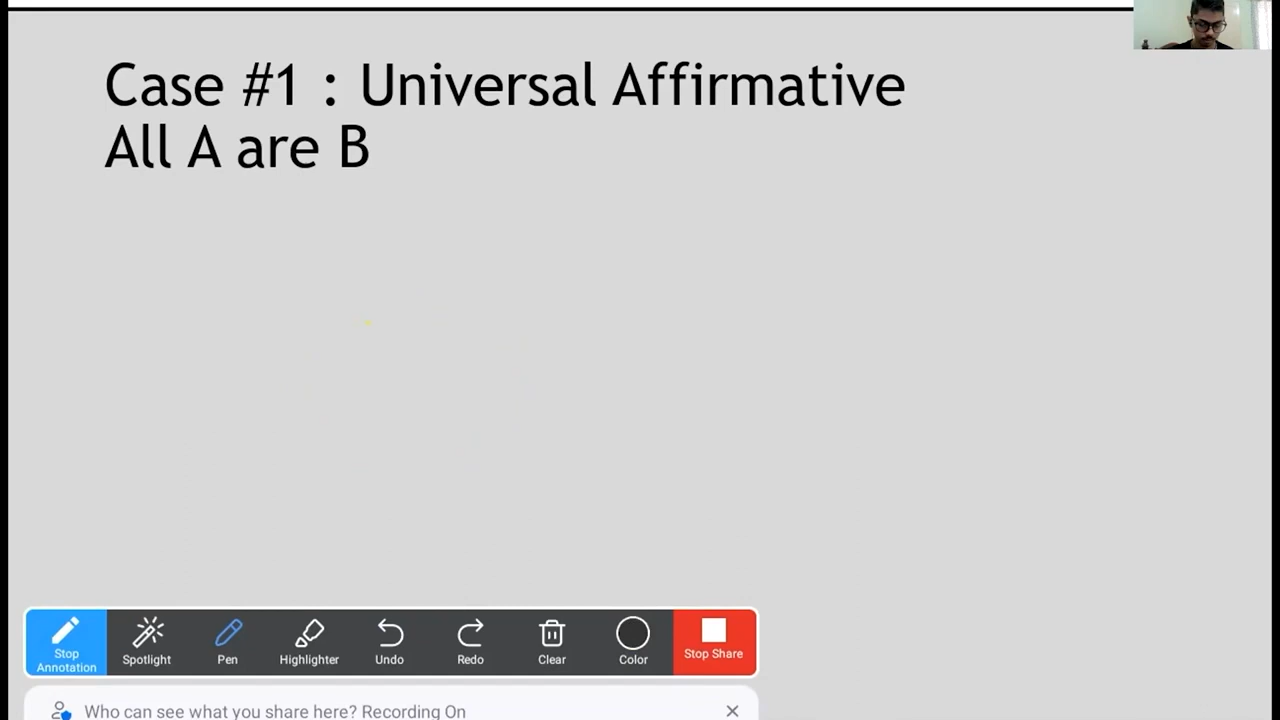 Case #1 : Universal Affirmative
All A are B
Stop Annotation
Spotlight
Pen
Highlighter
Undo
Redo
Clear
Color
Stop Share
Who can see what you share here? Recording On